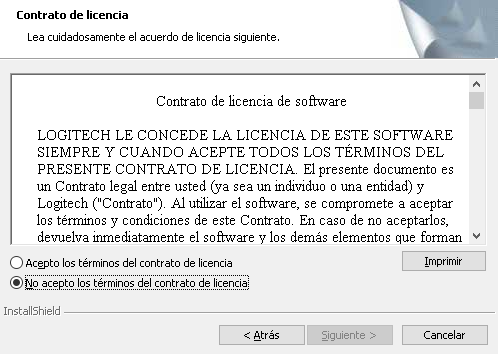 Contrato de licencia
Lea cuidadosamente el acuerdo de licencia siguiente.
Contrato de licencia de software
LOGITECH LE CONCEDE LA LICENCIA DE ESTE SOFTWARE
SIEMPRE Y CUANDO ACEPTE TODOS LOS TÉRMINOS DEL
PRESENTE CONTRATO DE LICENCIA. El presente documento es
un Contrato legal entre usted (ya sea un individuo o una entidad) y
Logitech ("Contrato"). Al utilizar el software, se compromete a aceptar
los términos y condiciones de este Contrato. En caso de no aceptarlos,
devuelva inmediatamente el software y los demás elementos que forman
Acepto los términos del contrato de licencia
No acepto los términos del contrato de licencia
Imprimir
InstallShield
< Atrás
Siguiente >
Cancelar